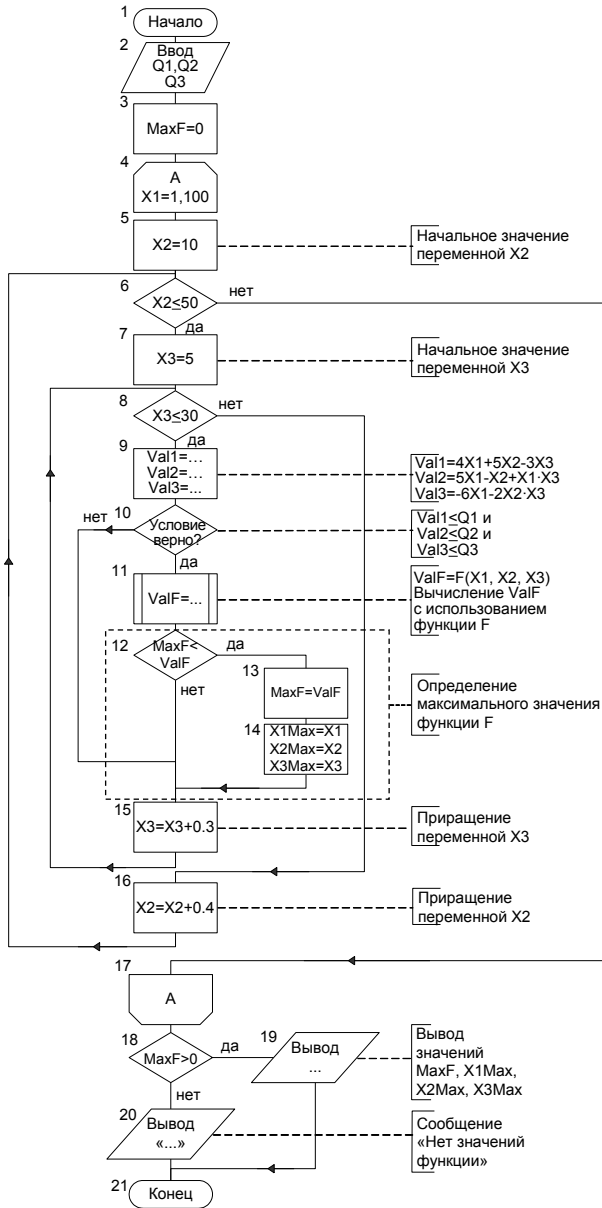 1
Начало
2
Ввод
Q1,Q2
Q3
3
MaxF=0
4
A
X1=1,100
5
X2=10
Начальное значение
переменной X2
6
X2≤50
нет
да
7
X3=5
Начальное значение
переменной X3
8
X3≤30
нет
да
9
Val1=...
Val2=...
Val3=...
Val1=4X1+5X2-3X3
Val2=5X1-X2+X1·X3
Val3=-6X1-2X2·X3
10
нет
Условие
верно?
да
Val1≤Q1 и
Val2≤Q2 и
Val3≤Q3
11
ValF=...
ValF=F(X1, X2, X3)
Вычисление ValF
с использованием
функции F
12
MaxF<
ValF
да
нет
13
MaxF=ValF
14
X1Max=X1
X2Max=X2
X3Max=X3
Определение
максимального значения
функции F
15
X3=X3+0.3
Приращение
переменной X3
16
X2=X2+0.4
Приращение
переменной X2
17
A
18
MaxF>0
да
нет
19
Вывод
...
Вывод
значений
MaxF, X1Max,
X2Max, X3Max
20
Вывод
«...»
Сообщение
«Нет значений
функции»
21
Конец